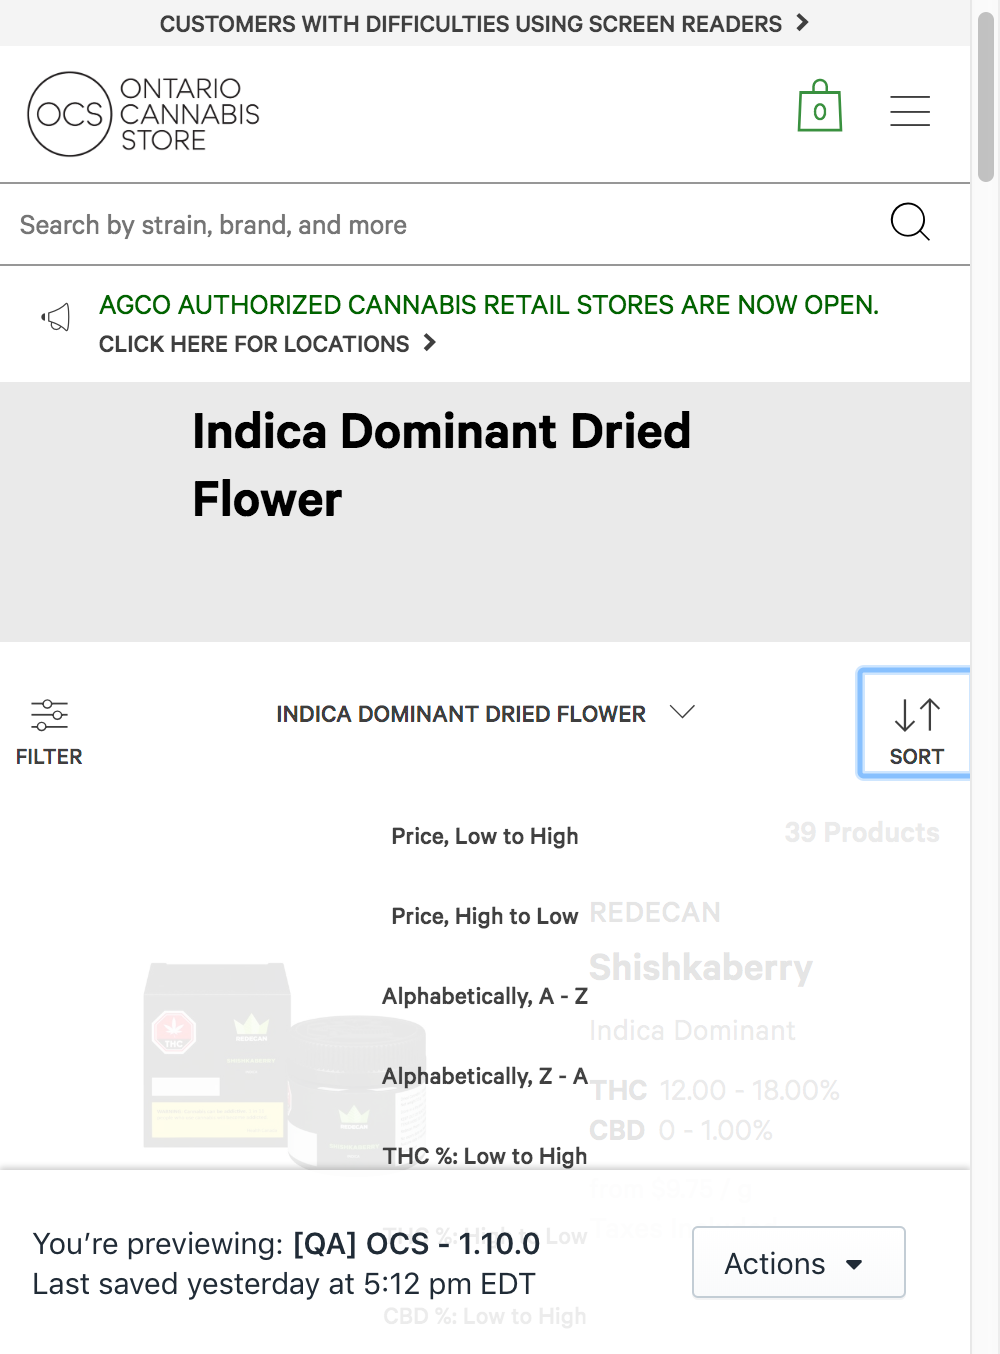 CUSTOMERS WITH DIFFICULTIES USING SCREEN READERS
OCS
ONTARIO
CANNABIS
STORE
0
Search by strain, brand, and more
AGCO AUTHORIZED CANNABIS RETAIL STORES ARE NOW OPEN.
CLICK HERE FOR LOCATIONS
Indica Dominant Dried
Flower
FILTER
INDICA DOMINANT DRIED FLOWER
SORT
39 Products
Price, Low to High
Price, High to Low
Alphabetically, A - Z
Alphabetically, Z - A
THC %: Low to High
THC %: High to Low
CBD %: Low to High
REDECAN
Shishkaberry
Indica Dominant
THC 12.00 - 18.00%
CBD 0 - 1.00%
THC
REDECAN
You’re previewing: [QA] OCS - 1.10.0
Last saved yesterday at 5:12 pm EDT
Actions